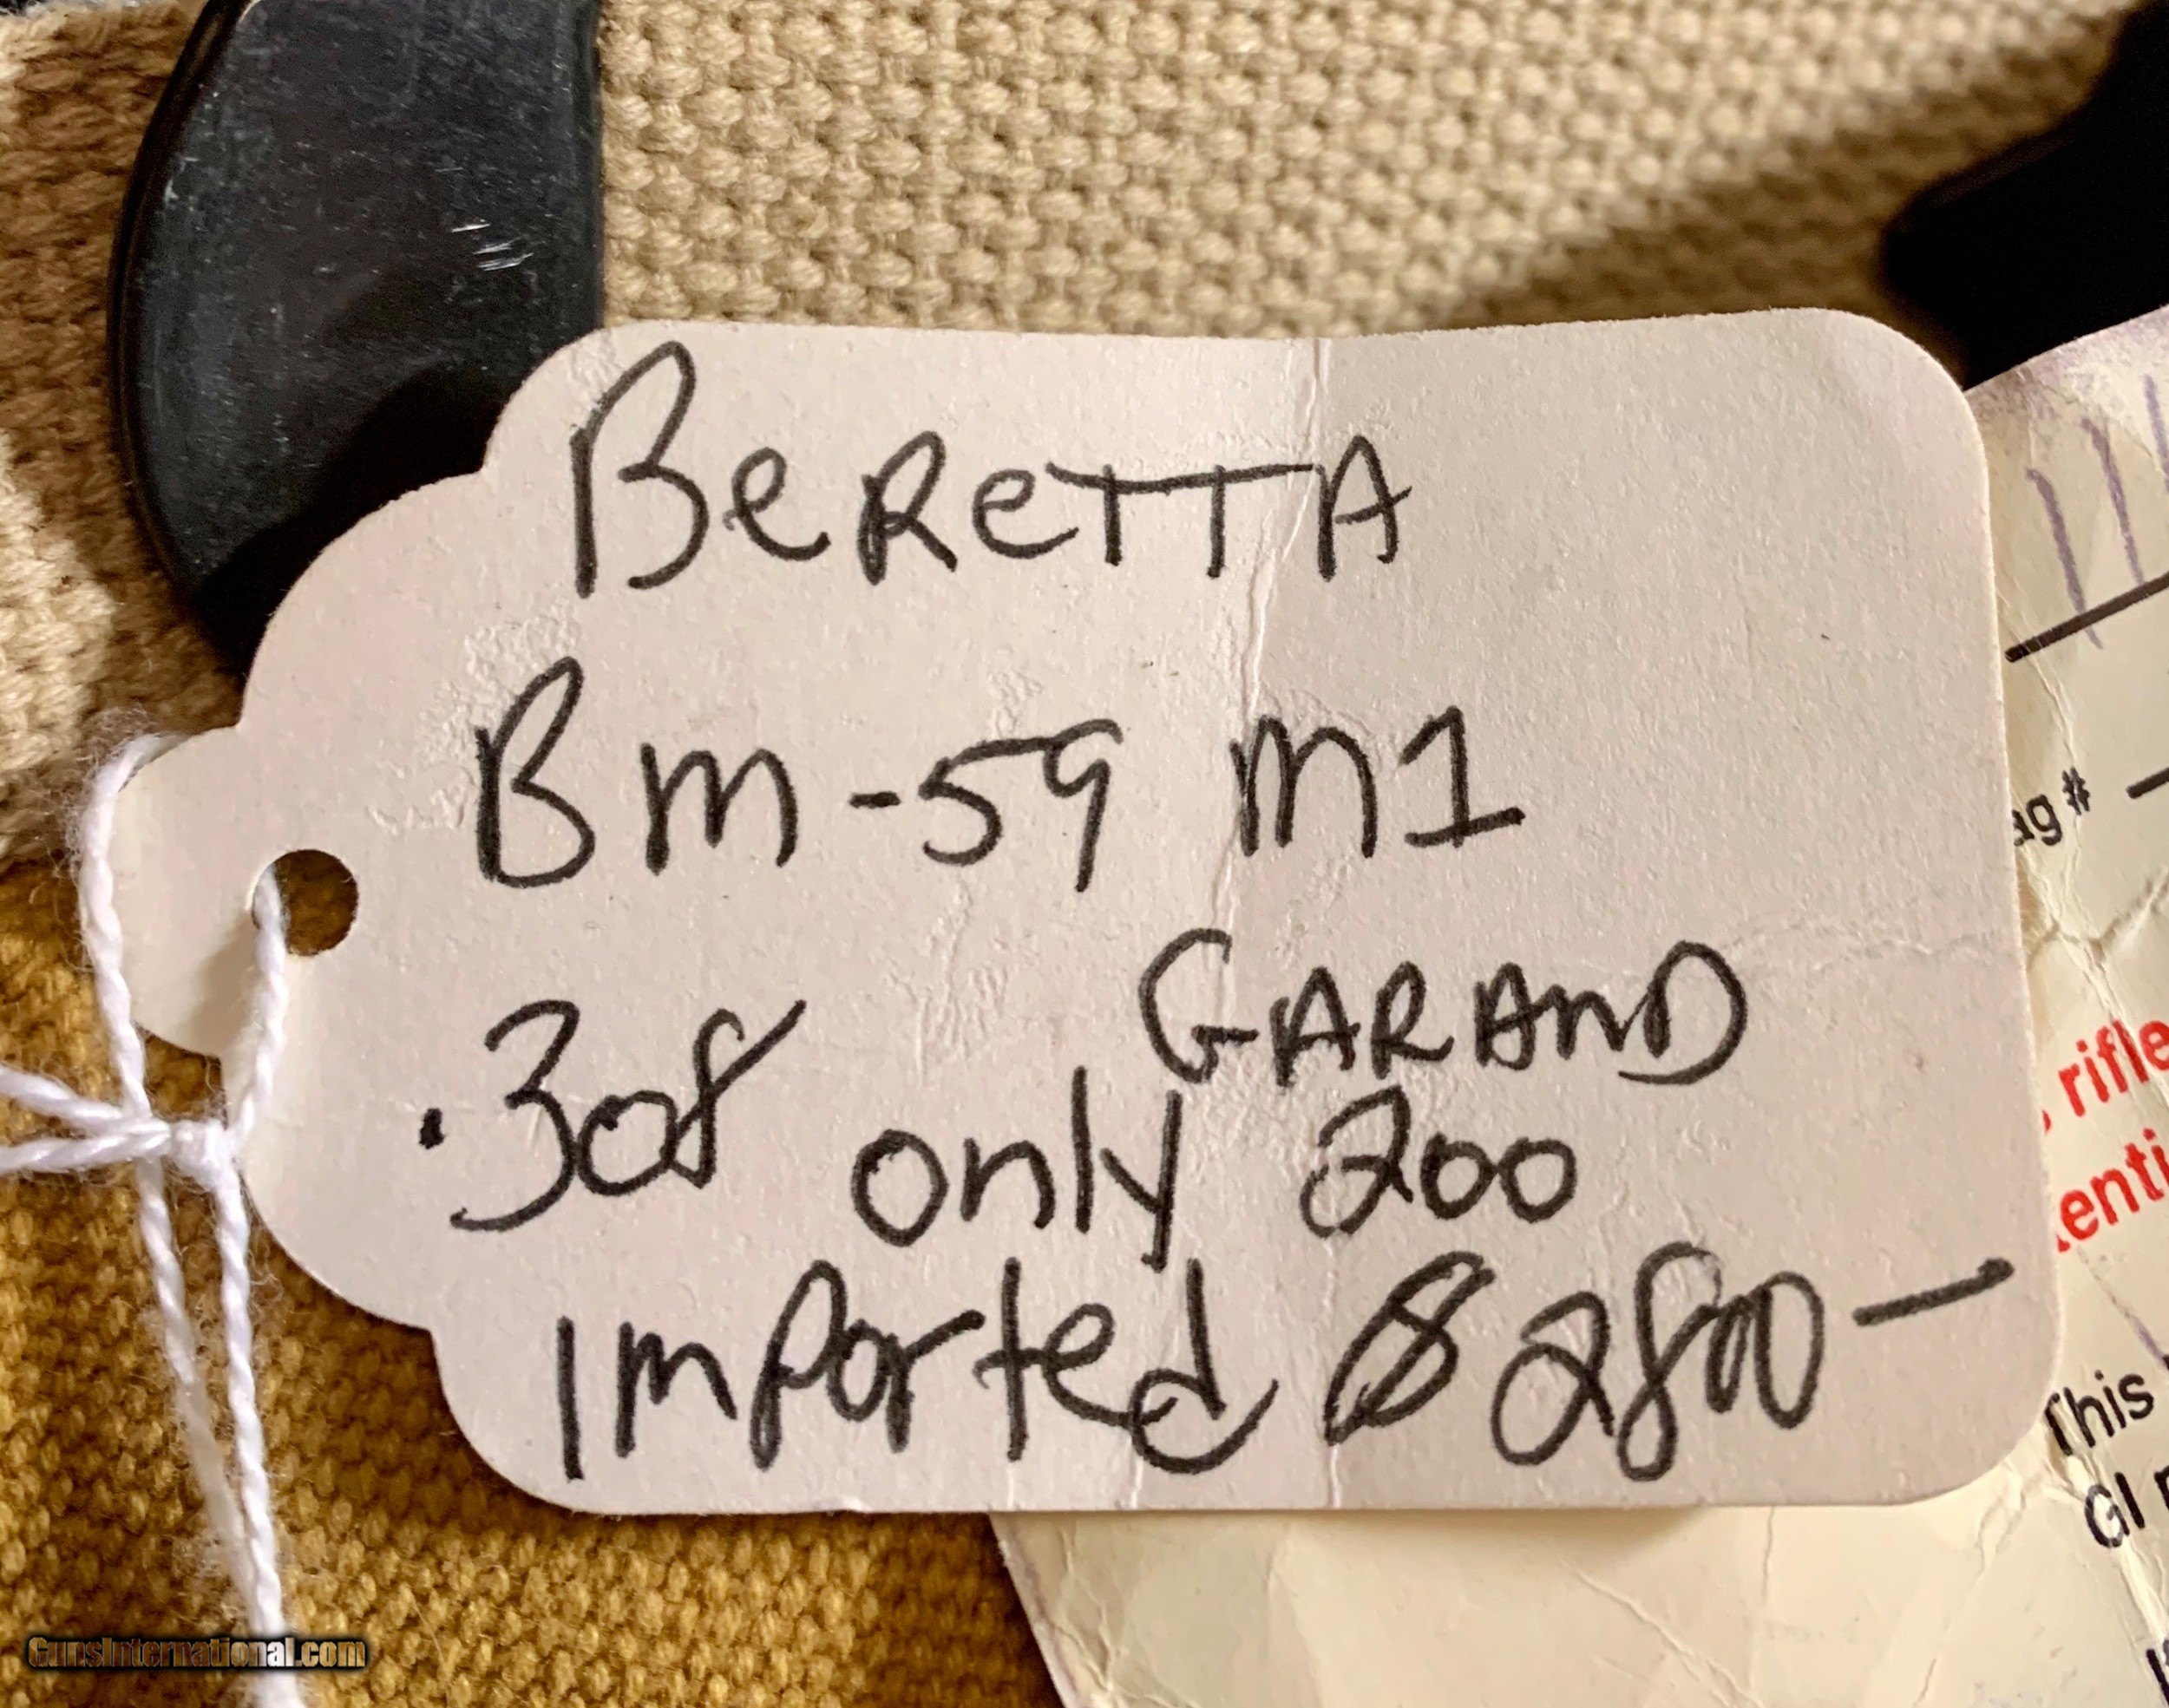 BeReTTA
Bm-59 m1
GARAnD
.308 only 200
ImPorted $2800-
ag #
rifle
enti
This
GI
GunsInternational.com